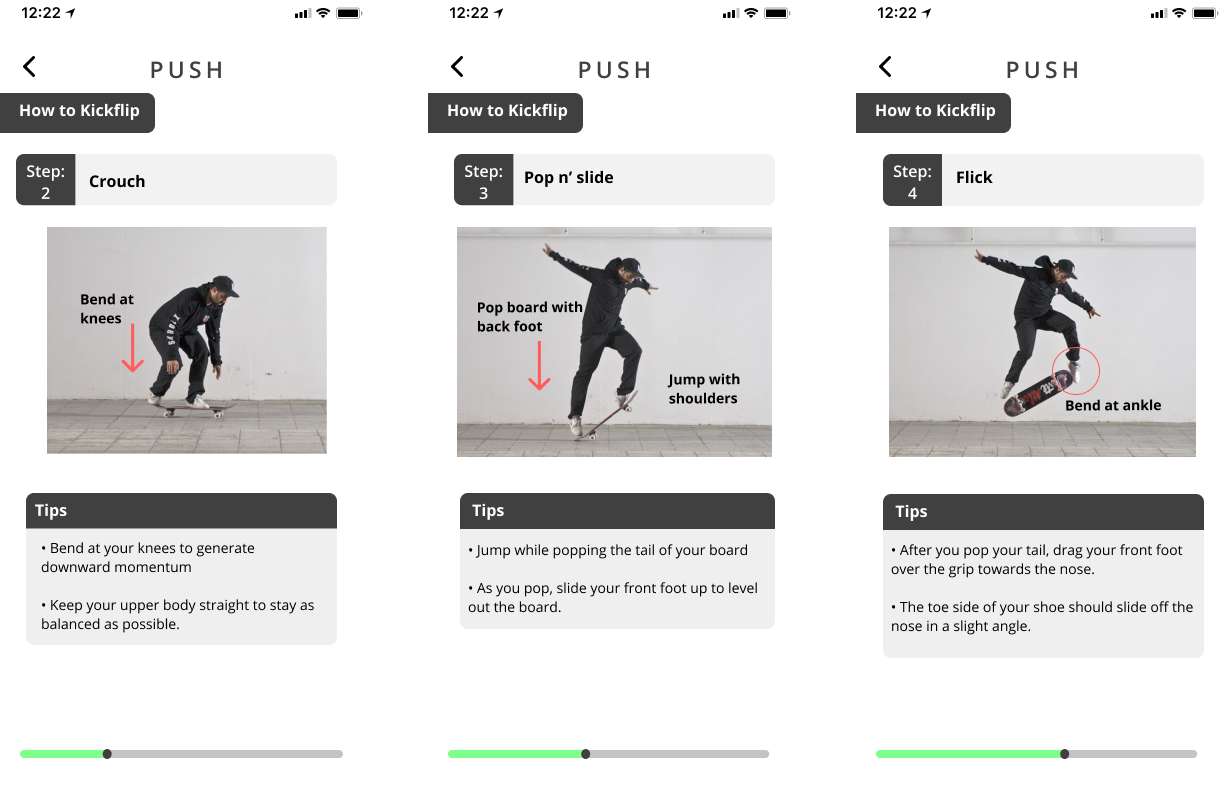 12:22
PUSH
How to Kickflip
Step:
2
Crouch
Bend at
knees
Tips
• Bend at your knees to generate
downward momentum
• Keep your upper body straight to stay as
balanced as possible.
12:22
PUSH
How to Kickflip
Step:
3
Pop n’ slide
Pop board with
back foot
Jump with
shoulders
Tips
• Jump while popping the tail of your board
• As you pop, slide your front foot up to level
out the board.
12:22
PUSH
How to Kickflip
Step:
4
Flick
Bend at ankle
Tips
• After you pop your tail, drag your front foot
over the grip towards the nose.
• The toe side of your shoe should slide off the
nose in a slight angle.